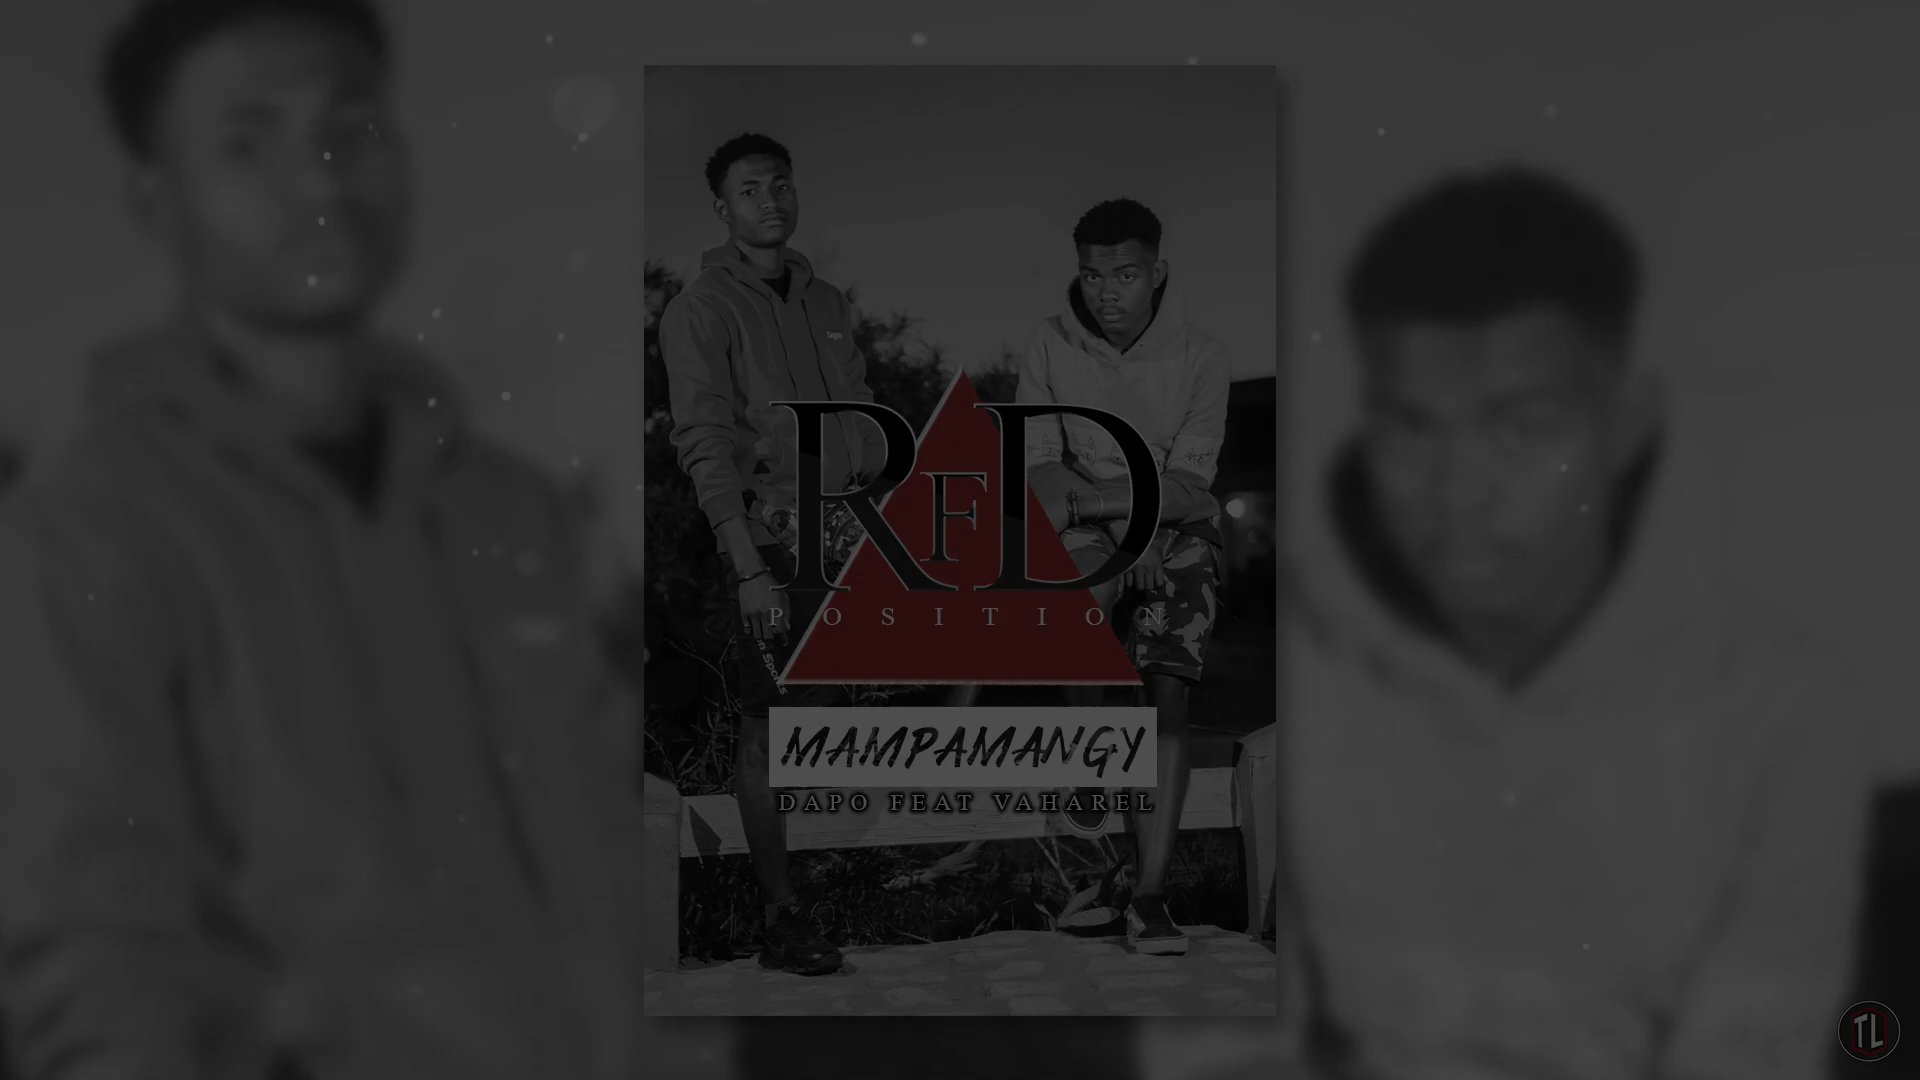 RFD
POSITION
MAMPAMANGY
DAPO FEAT VAHAREL
TL